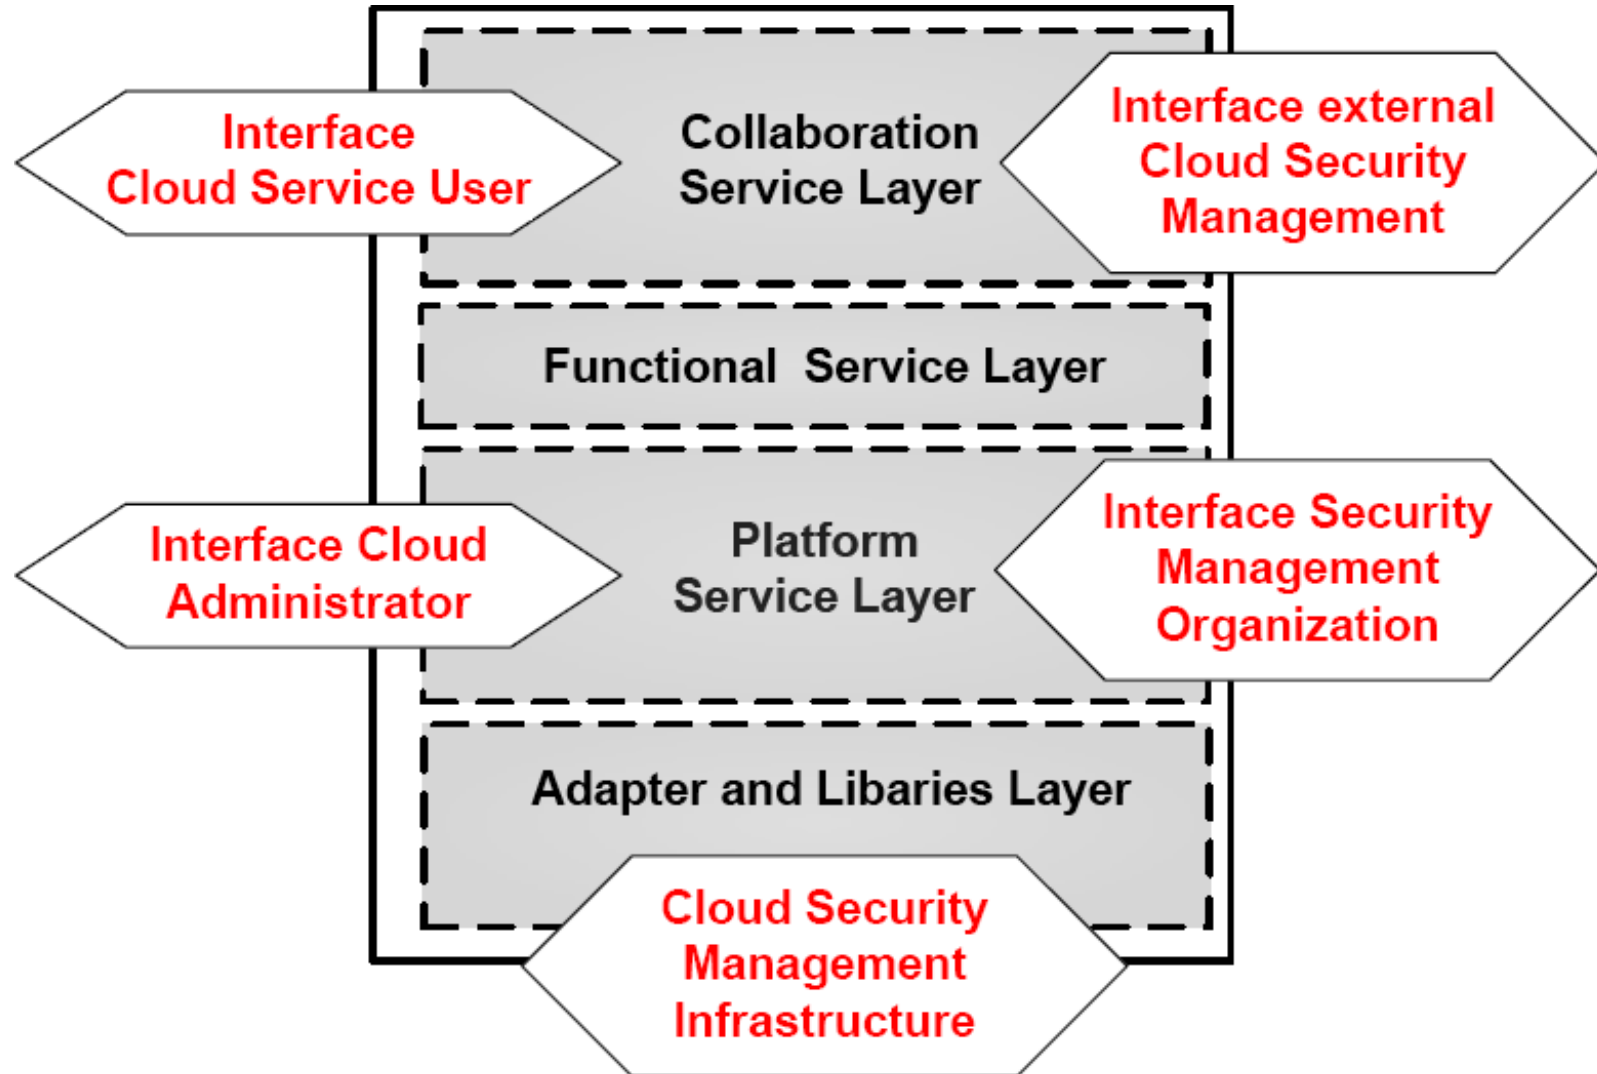 Interface
Cloud Service User
Collaboration
Service Layer
Interface external
Cloud Security
Management
Functional  Service Layer
Interface Cloud
Administrator
Platform
Service Layer
Interface Security
Management
Organization
Adapter and Libaries Layer
Cloud Security
Management
Infrastructure